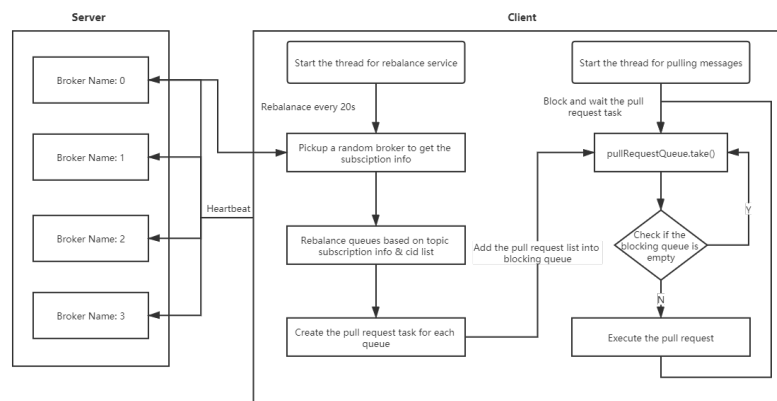 Server
Client
Broker Name: 0
Broker Name: 1
Broker Name: 2
Broker Name: 3
Heartbeat
Start the thread for rebalance service
Rebalanace every 20s
Pickup a random broker to get the
subsciption info
Rebalance queues based on topic
subscription info & cid list
Create the pull request task for each
queue
Add the pull request list into
blocking queue
Start the thread for pulling messages
Block and wait the pull
request task
pullRequestQueue.take()
Check if the
blocking queue is
empty
Y
N
Execute the pull request